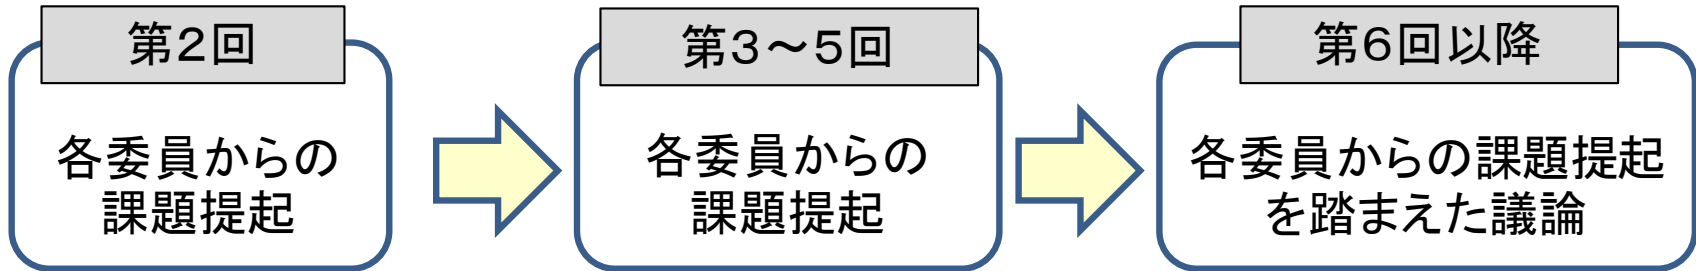 第２回
各委員からの
課題提起
第３～５回
各委員からの
課題提起
第６回以降
各委員からの課題提起
を踏まえた議論